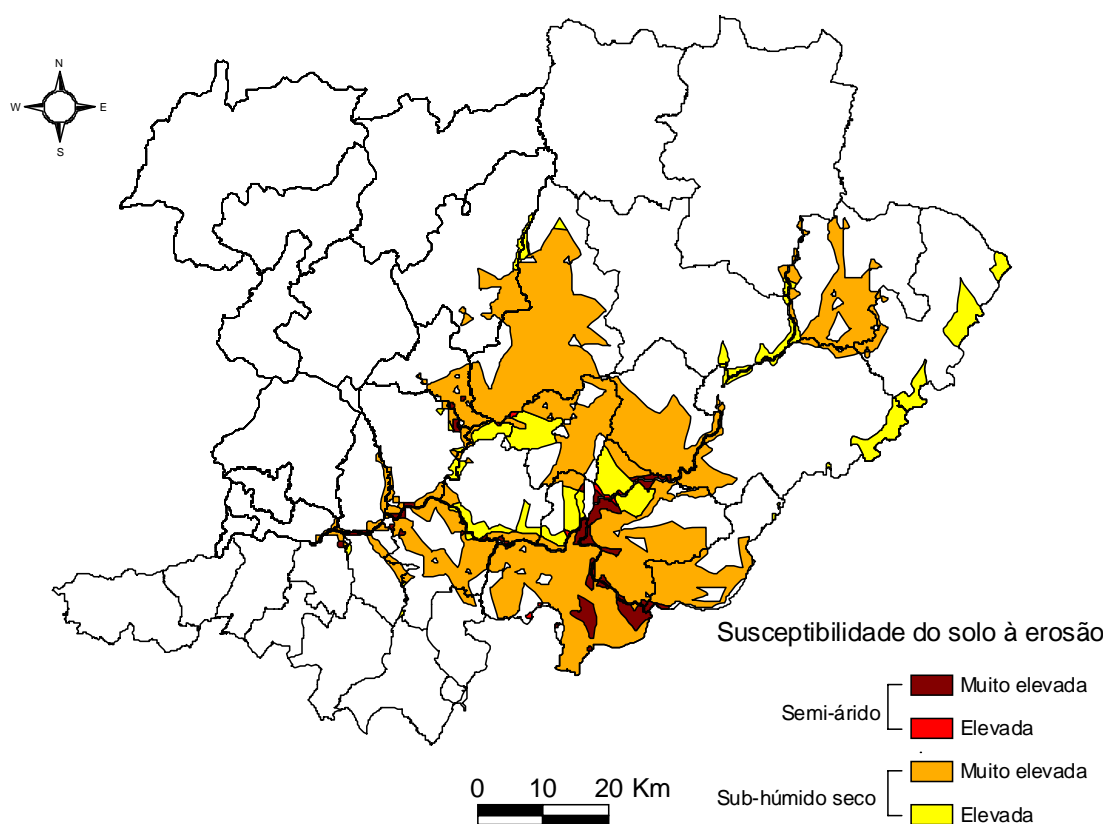 N
W E
S
Susceptibilidade do solo à erosão
Semi-árido
Muito elevada
Elevada
Sub-húmido seco
Muito elevada
Elevada
0 10 20 Km